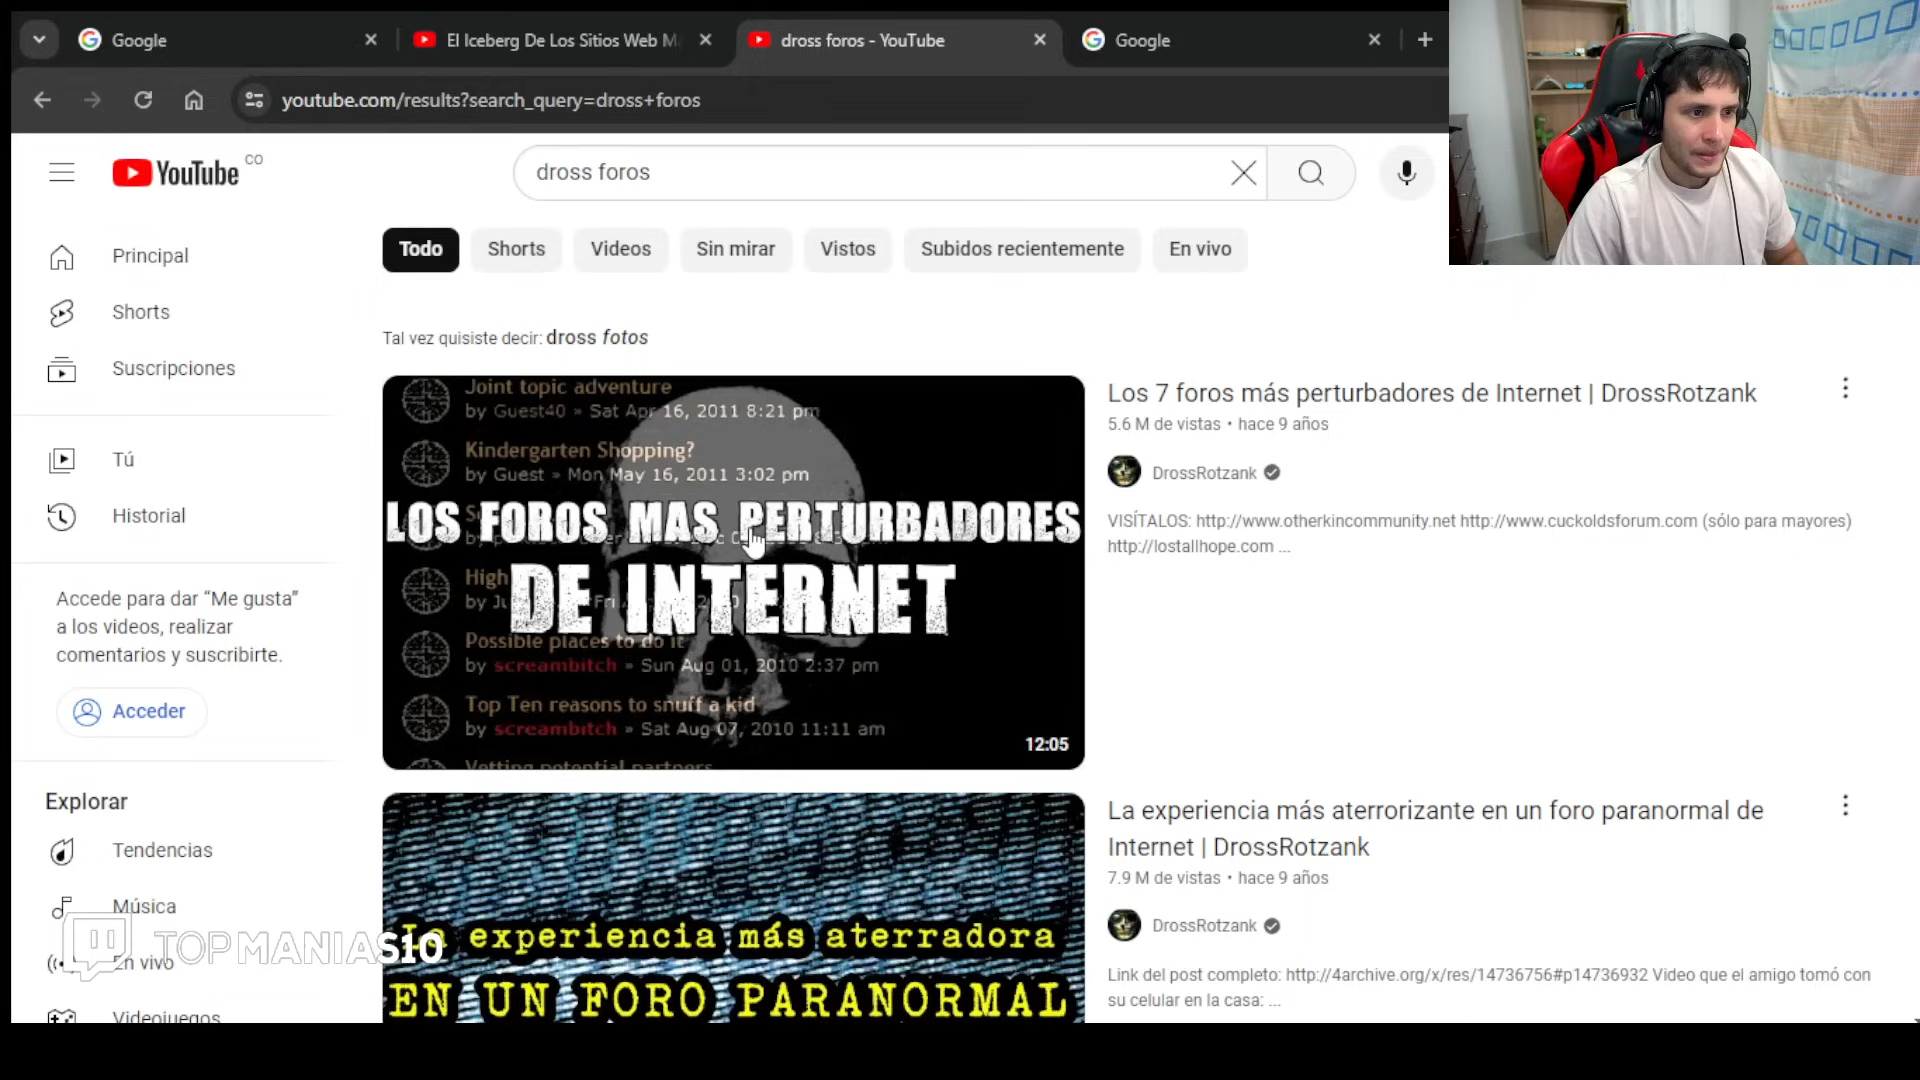 Google
El Iceberg De Los Sitios Web M
dross foros - YouTube
Google
youtube.com/results?search_query=dross+foros
YouTube CO
dross foros
Todo
Shorts
Videos
Sin mirar
Vistos
Subidos recientemente
En vivo
Principal
Shorts
Suscripciones
Tú
Historial
Accede para dar “Me gusta”
a los videos, realizar
comentarios y suscribirte.
Acceder
Explorar
Tendencias
Música
En vivo
Videojuegos
TOPMANIAS10
Tal vez quisiste decir: dross fotos
Joint topic adventure
by Guest40 » Sat Apr 16, 2011 8:21 pm
Kindergarten Shopping?
by Guest » Mon May 16, 2011 3:02 pm
LOS FOROS MAS PERTURBADORES
DE INTERNET
Possible places to do it
by screambitch » Sun Aug 01, 2010 2:37 pm
Top Ten reasons to snuff a kid
by screambitch » Sat Aug 07, 2010 11:11 am
Vetting potential partners
12:05
Los 7 foros más perturbadores de Internet | DrossRotzank
5.6 M de vistas • hace 9 años
DrossRotzank
VISÍTALOS: http://www.otherkincommunity.net http://www.cuckoldsforum.com (sólo para mayores)
http://lostallhope.com ...
La experiencia más aterradora
EN UN FORO PARANORMAL
La experiencia más aterrorizante en un foro paranormal de
Internet | DrossRotzank
7.9 M de vistas • hace 9 años
DrossRotzank
Link del post completo: http://4archive.org/x/res/14736756#p14736932 Video que el amigo tomó con
su celular en la casa: ...